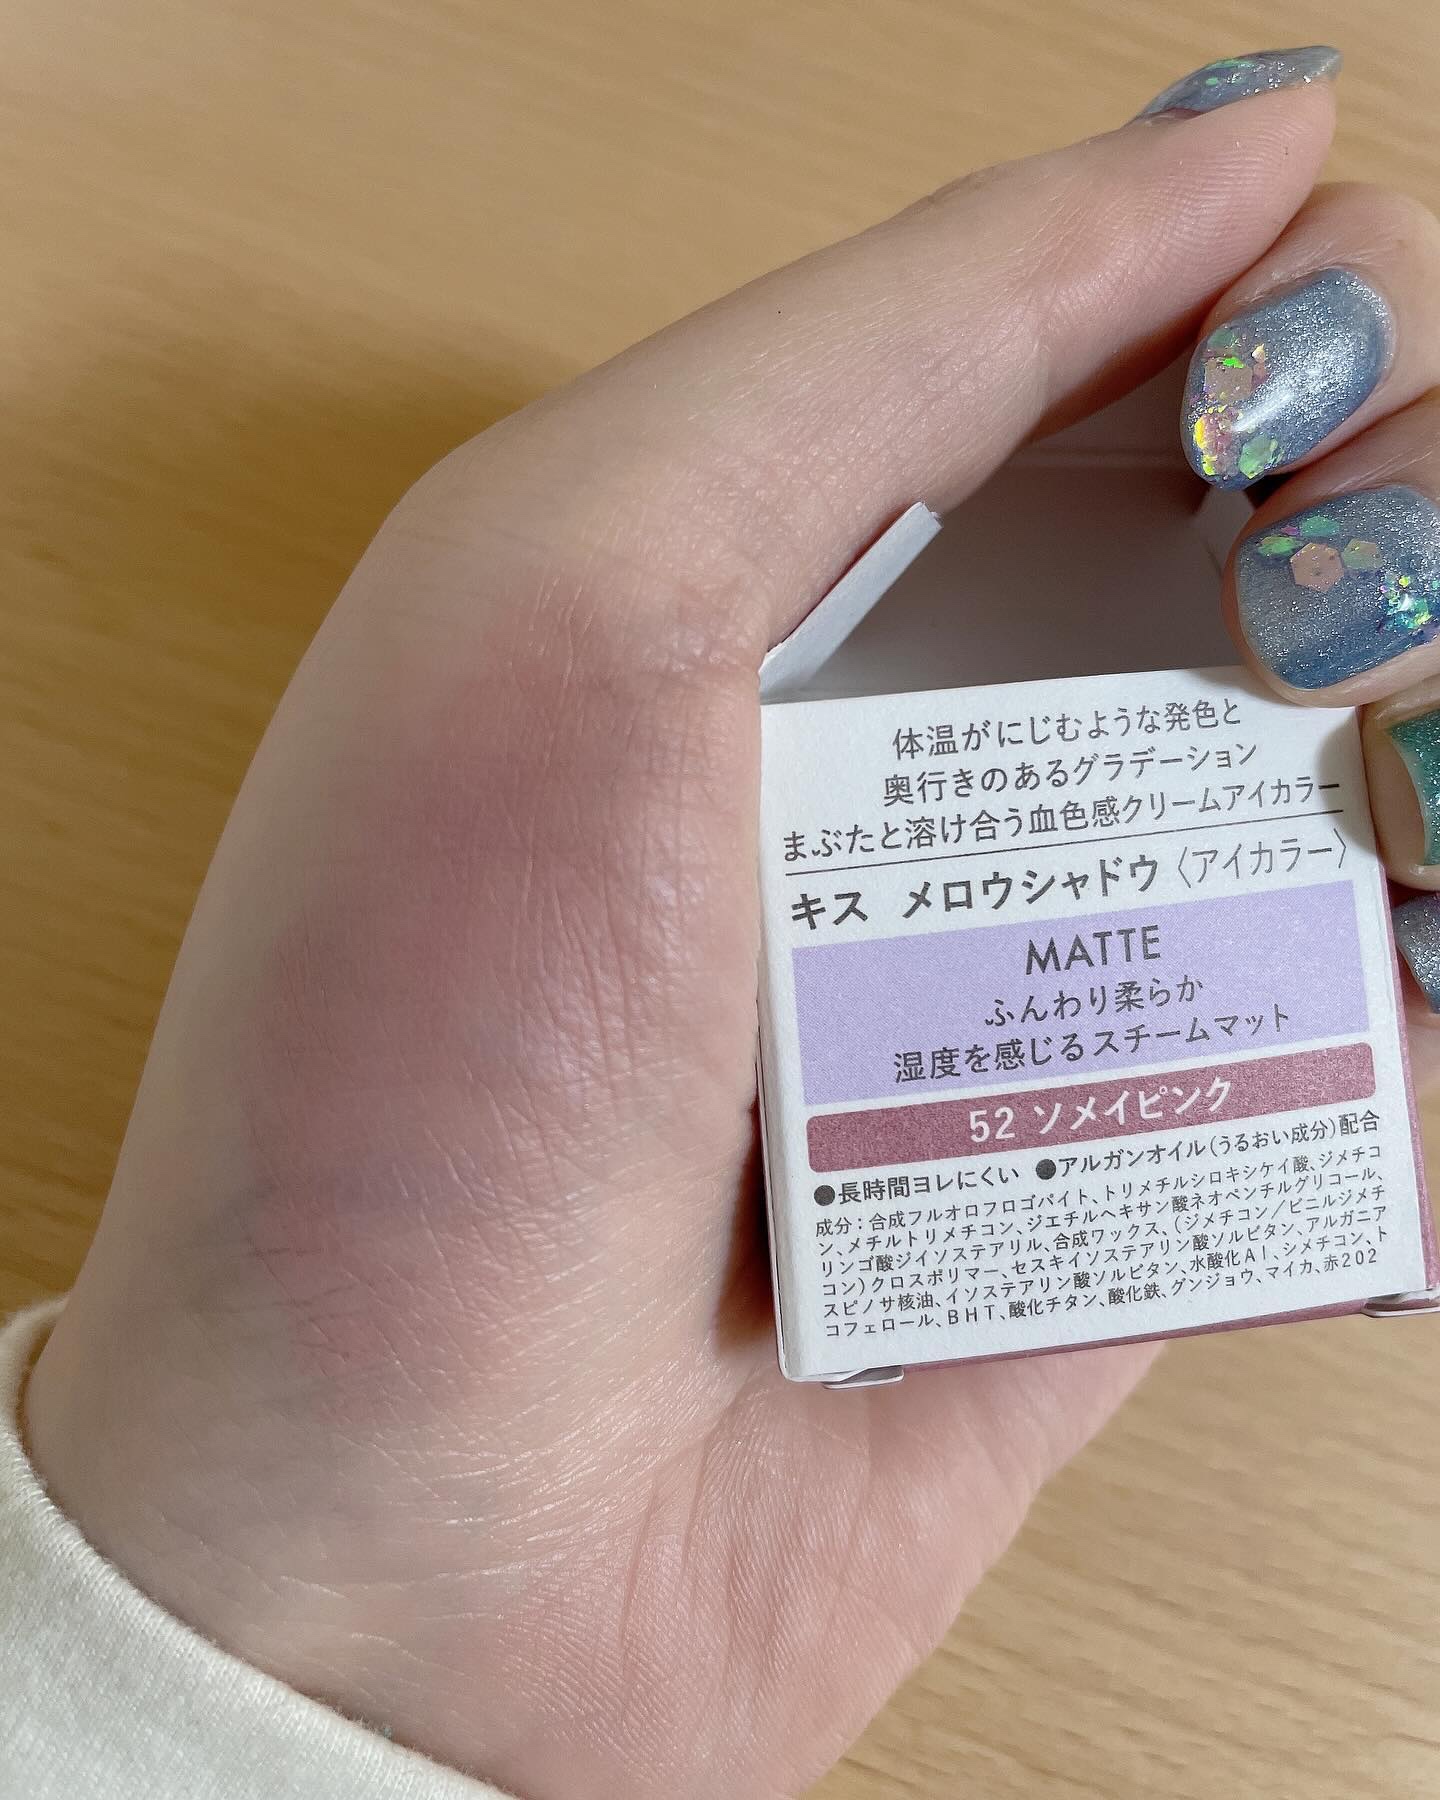 体温がにじむような発色と
奥行きのあるグラデーション
まぶたと溶け合う血色感クリームアイカラー
キス メロウシャドウ〈アイカラー〉
MATTE
ふんわり柔らか
湿度を感じるスチームマット
52 ソメイピンク
●長時間ヨレにくい ●アルガンオイル(うるおい成分)配合
成分:合成フルオロフロゴパイト、トリメチルシロキシケイ酸、ジメチコ
ン、メチルトリメチコン、ジエチルヘキサン酸ネオペンチルグリコール、
リンゴ酸ジイソステアリル、合成ワックス、(ジメチコン/ビニルジメチ
コン)クロスポリマー、セスキイソステアリン酸ソルビタン、アルガニア
スピノサ核油、イソステアリン酸ソルビタン、水酸化Al、シメチコン、ト
コフェロール、BHT、酸化チタン、酸化鉄、グンジョウ、マイカ、赤202